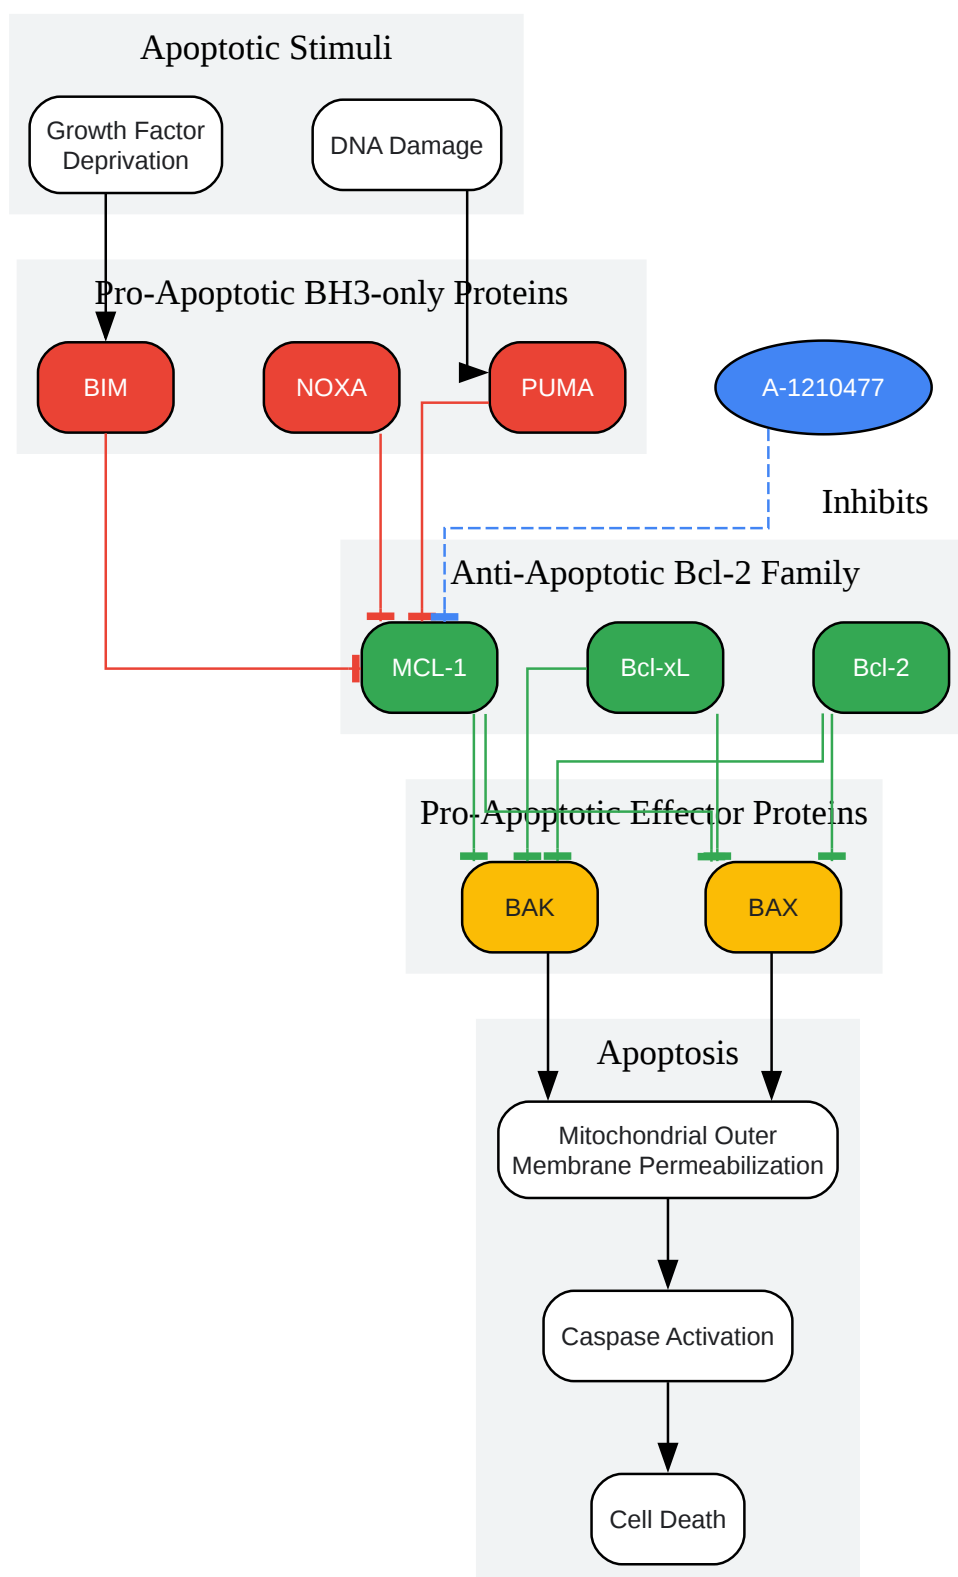 Apoptotic Stimuli
Growth Factor
Deprivation
DNA Damage
Pro-Apoptotic BH3-only Proteins
BIM
NOXA
PUMA
A-1210477
Inhibits
Anti-Apoptotic Bcl-2 Family
MCL-1
Bcl-xL
Bcl-2
Pro-Apoptotic Effector Proteins
BAK
BAX
Apoptosis
Mitochondrial Outer
Membrane Permeabilization
Caspase Activation
Cell Death